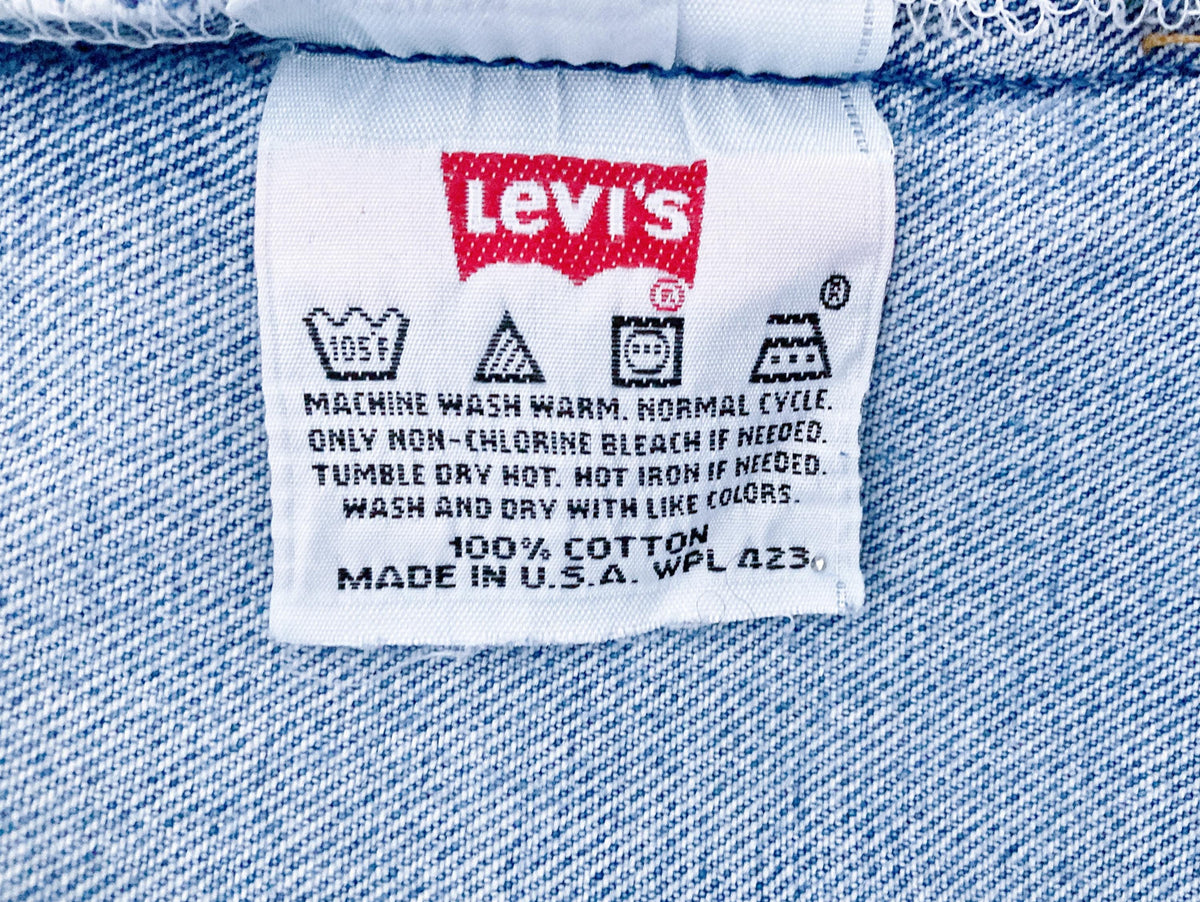 Levi's
®
®
105F
MACHINE WASH WARM. NORMAL CYCLE.
ONLY NON-CHLORINE BLEACH IF NEEDED.
TUMBLE DRY HOT. HOT IRON IF NEEDED.
WASH AND DRY WITH LIKE COLORS.
100% COTTON
MADE IN U.S.A. WPL 423.